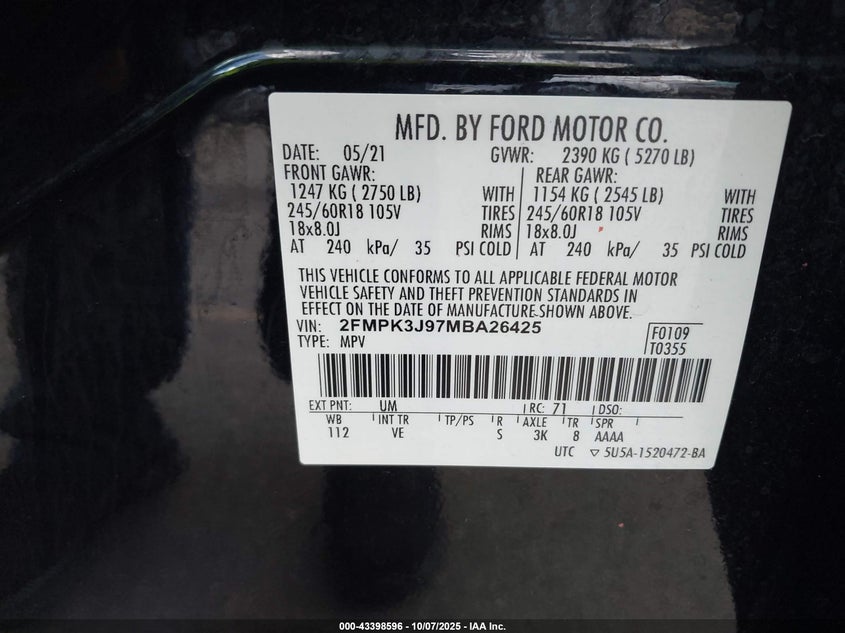 MFD. BY FORD MOTOR CO.
DATE: 05/21 GVWR: 2390 KG ( 5270 LB)
FRONT GAWR: REAR GAWR:
1247 KG ( 2750 LB) WITH 1154 KG ( 2545 LB) WITH
245/60R18 105V TIRES 245/60R18 105V TIRES
18x8.0J RIMS 18x8.0J RIMS
AT 240 kPa/ 35 PSI COLD AT 240 kPa/ 35 PSI COLD
THIS VEHICLE CONFORMS TO ALL APPLICABLE FEDERAL MOTOR
VEHICLE SAFETY AND THEFT PREVENTION STANDARDS IN
EFFECT ON THE DATE OF MANUFACTURE SHOWN ABOVE.
VIN: 2FMPK3J97MBA26425 F0109
TYPE: MPV T0355
EXT PNT: UM RC: 71 DSO:
WB INT TR TP/PS R AXLE TR SPR
112 VE S 3K 8 AAAA
UTC ▽ 5U5A-1520472-BA
000-43398596 - 10/07/2025 - IAA Inc.